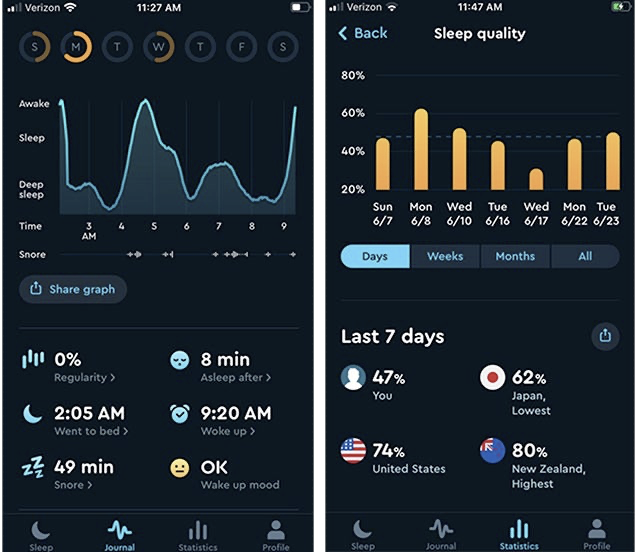 Verizon
11:27 AM
S M T W T F S
Awake
Sleep
Deep
sleep
Time
3 4 5 6 7 8 9
AM
Snore
Share graph
0%
Regularity >
8 min
Asleep after >
2:05 AM
Went to bed >
9:20 AM
Woke up >
49 min
Snore >
OK
Wake up mood
Sleep
Journal
Statistics
Profile
Verizon
11:47 AM
Back
Sleep quality
80%
60%
40%
20%
Sun Mon Wed Tue Wed Mon Tue
6/7 6/8 6/10 6/16 6/17 6/22 6/23
Days Weeks Months All
Last 7 days
47%
You
62%
Japan,
Lowest
74%
United States
80%
New Zealand,
Highest
Sleep
Journal
Statistics
Profile